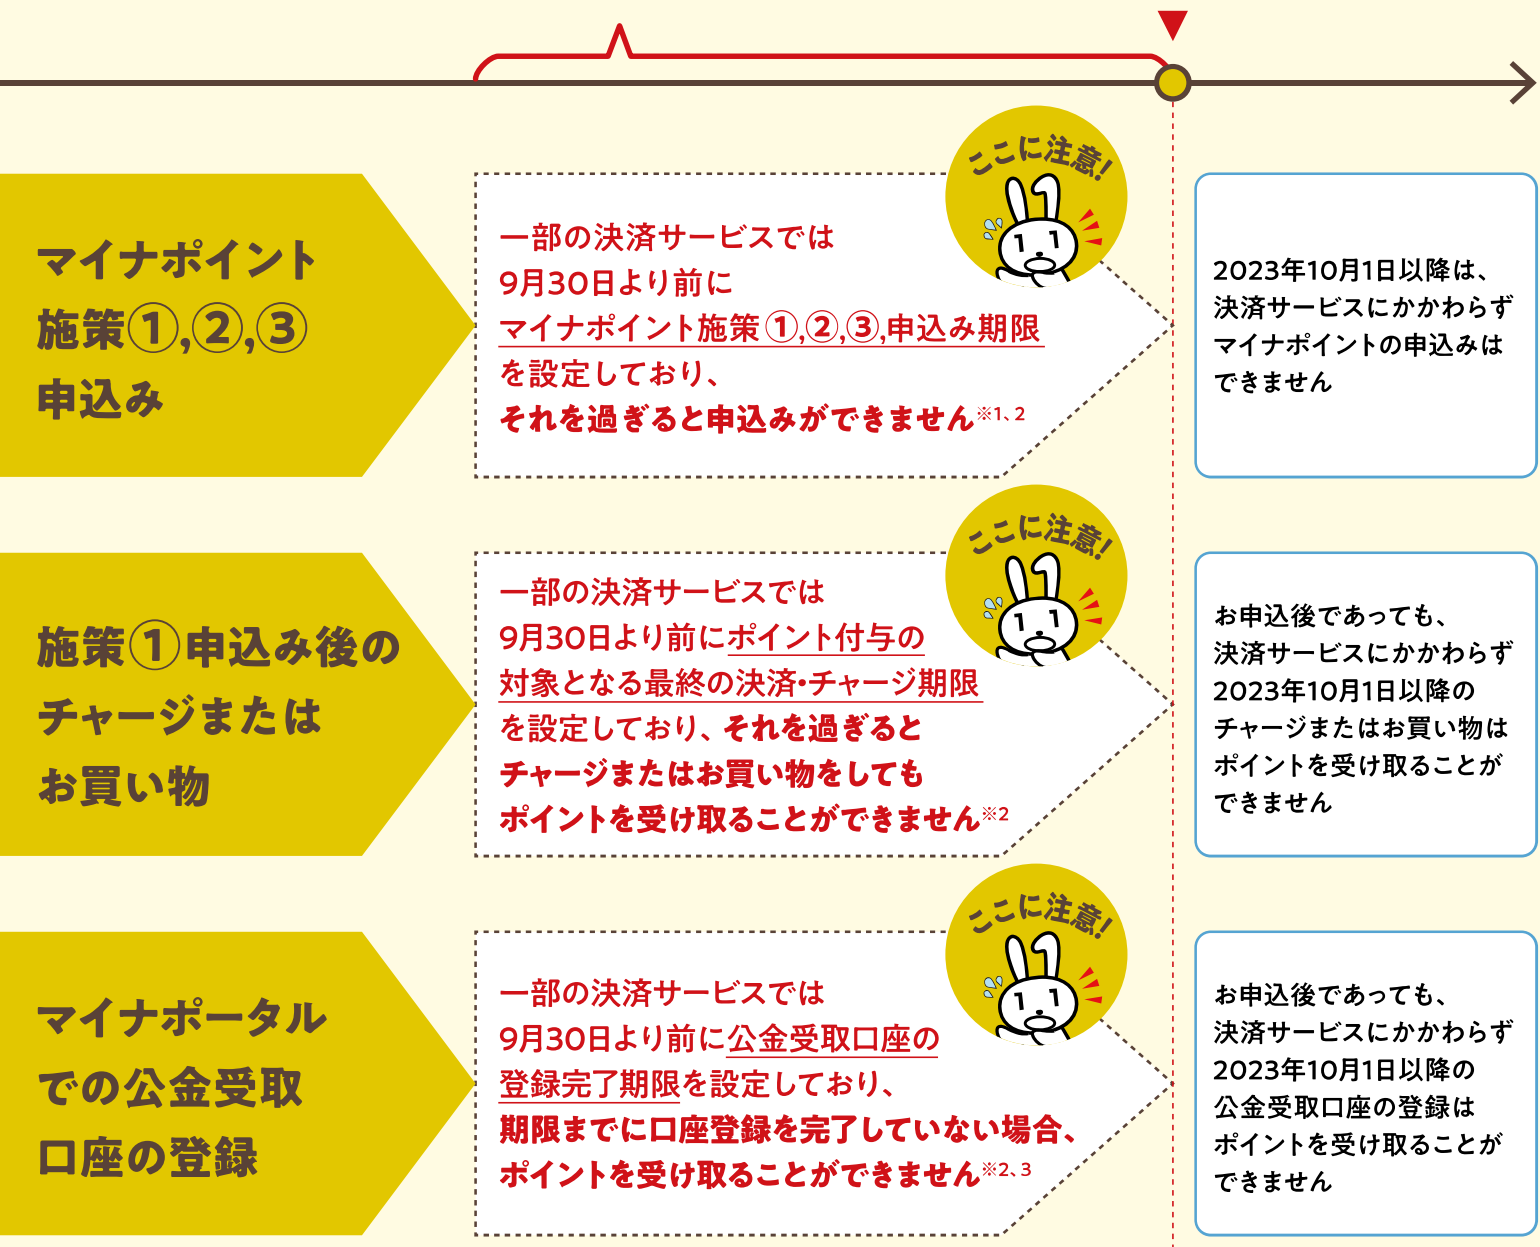 マイナポイント
施策①,②,③
申込み
ここに注意!
一部の決済サービスでは
9月30日より前に
マイナポイント施策①,②,③,申込み期限
を設定しており、
それを過ぎると申込みができません※1、2
2023年10月1日以降は、
決済サービスにかかわらず
マイナポイントの申込みは
できません
施策①申込み後の
チャージまたは
お買い物
ここに注意!
一部の決済サービスでは
9月30日より前にポイント付与の
対象となる最終の決済・チャージ期限
を設定しており、それを過ぎると
チャージまたはお買い物をしても
ポイントを受け取ることができません※2
お申込後であっても、
決済サービスにかかわらず
2023年10月1日以降の
チャージまたはお買い物は
ポイントを受け取ることが
できません
マイナポータル
での公金受取
口座の登録
ここに注意!
一部の決済サービスでは
9月30日より前に公金受取口座の
登録完了期限を設定しており、
期限までに口座登録を完了していない場合、
ポイントを受け取ることができません※2、3
お申込後であっても、
決済サービスにかかわらず
2023年10月1日以降の
公金受取口座の登録は
ポイントを受け取ることが
できません